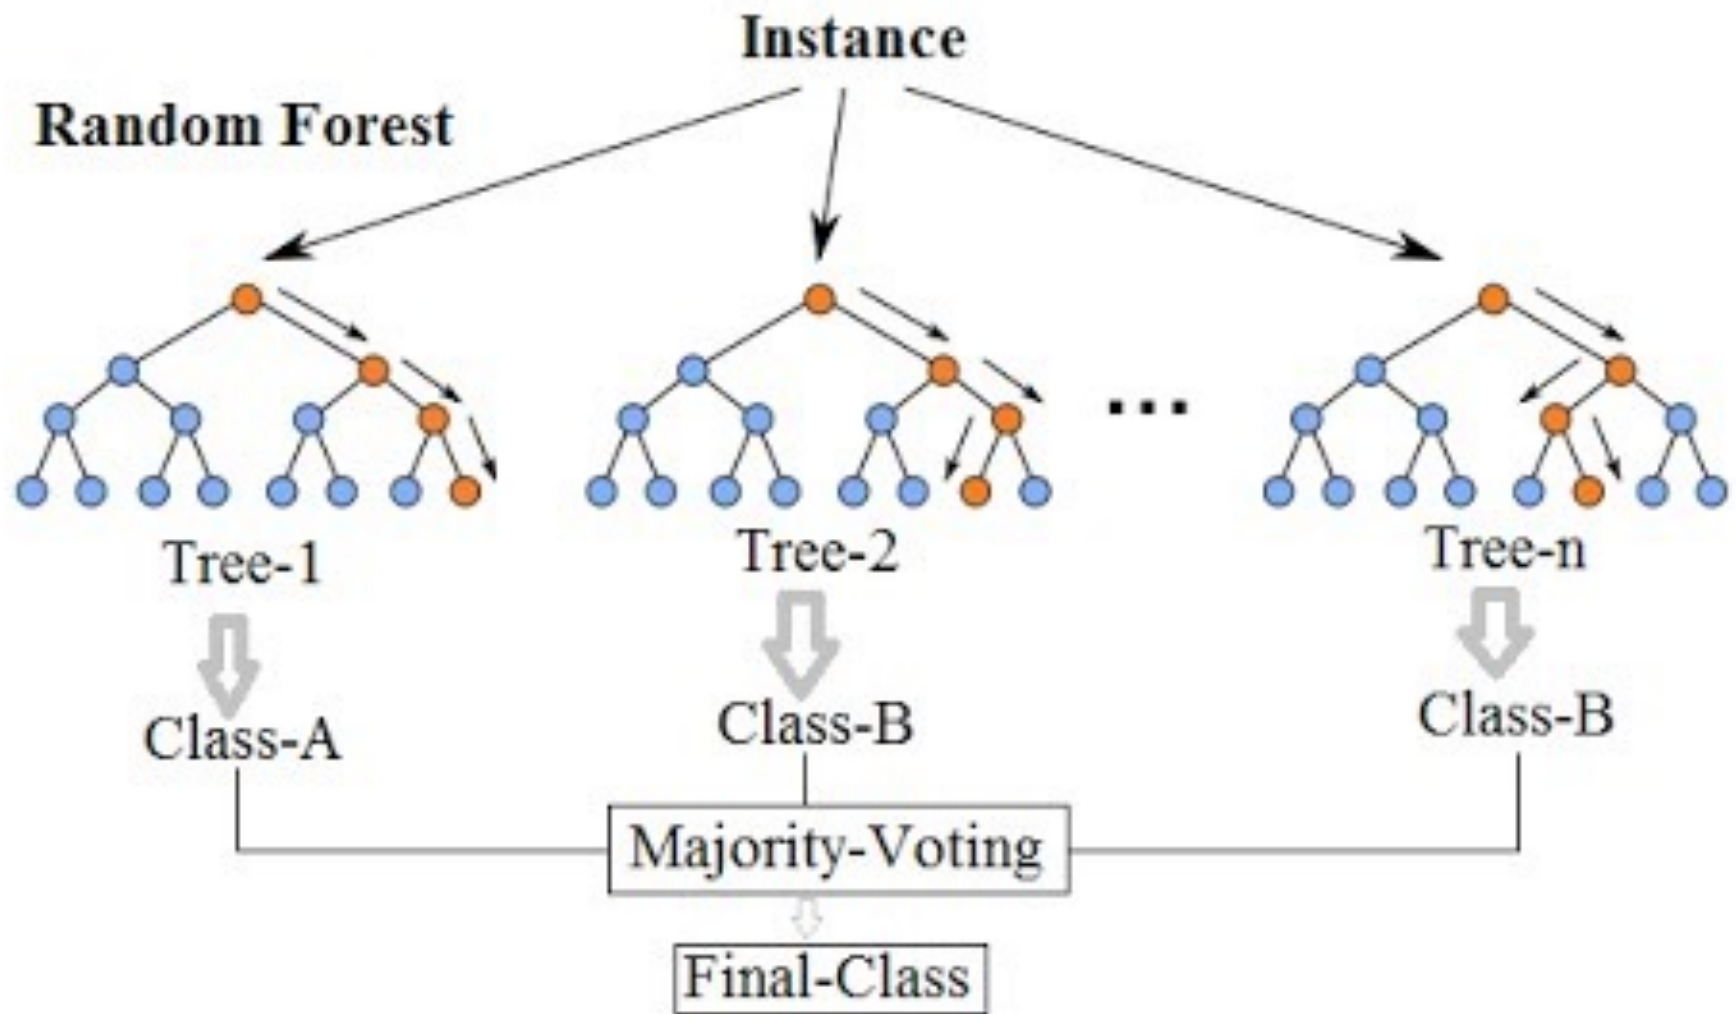 Instance
Random Forest
...
Tree-1
Tree-2
Tree-n
Class-A
Class-B
Class-B
Majority-Voting
Final-Class